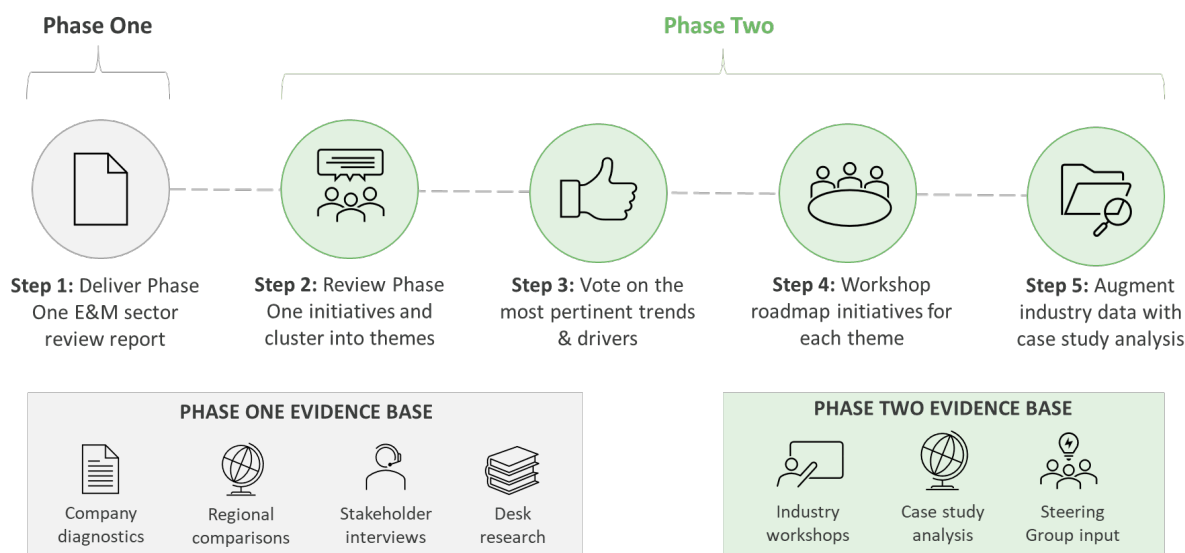 Phase One
Phase Two
Step 1: Deliver Phase
One E&M sector
review report
Step 2: Review Phase
One initiatives and
cluster into themes
Step 3: Vote on the
most pertinent trends
& drivers
Step 4: Workshop
roadmap initiatives for
each theme
Step 5: Augment
industry data with
case study analysis
PHASE ONE EVIDENCE BASE
Company
diagnostics
Regional
comparisons
Stakeholder
interviews
Desk
research
PHASE TWO EVIDENCE BASE
Industry
workshops
Case study
analysis
Steering
Group input